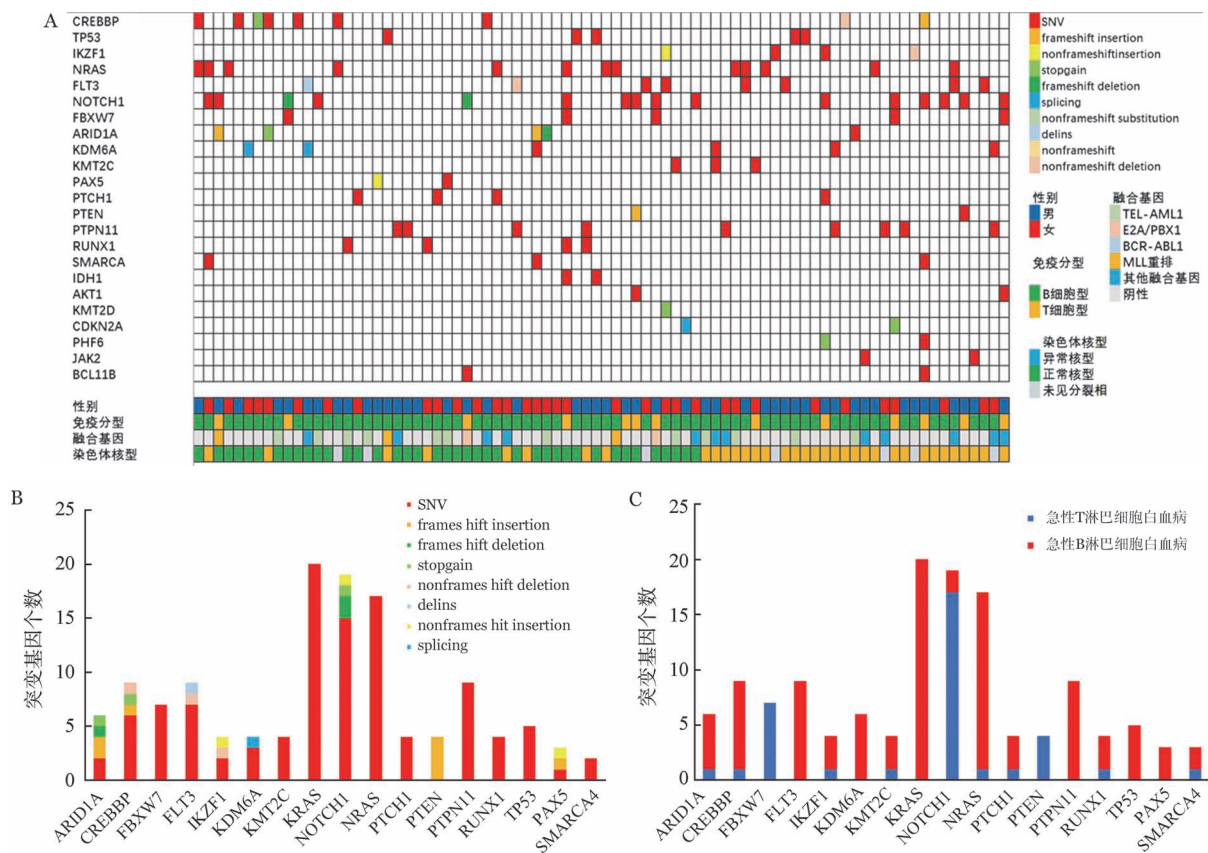 A
CREBBP
TP53
IKZF1
NRAS
FLT3
NOTCH1
FBXW7
ARID1A
KDM6A
KMT2C
PAX5
PTCH1
PTEN
PTPN11
RUNX1
SMARCA
IDH1
AKT1
KMT2D
CDKN2A
PHF6
JAK2
BCL11B
性别
免疫分型
融合基因
染色体核型
SNV
frameshift insertion
nonframeshiftinsertion
stopgain
frameshift deletion
splicing
nonframeshift substitution
delins
nonframeshift
nonframeshift deletion
性别
男
女
免疫分型
B细胞型
T细胞型
融合基因
TEL-AML1
E2A/PBX1
BCR-ABL1
MLL重排
其他融合基因
阴性
染色体核型
异常核型
正常核型
未见分裂相
B
突变基因个数
25
20
15
10
5
0
SNV
frames hift insertion
frames hift deletion
stopgain
nonframes hift deletion
delins
nonframes hit insertion
splicing
ARID1A
CREBBP
FBXW7
FLT3
IKZF1
KDM6A
KMT2C
KRAS
NOTCH1
NRAS
PTCH1
PTEN
PTPN11
RUNX1
TP53
PAX5
SMARCA4
C
突变基因个数
25
20
15
10
5
0
急性T淋巴细胞白血病
急性B淋巴细胞白血病
ARID1A
CREBBP
FBXW7
FLT3
IKZF1
KDM6A
KMT2C
KRAS
NOTCH1
NRAS
PTCH1
PTEN
PTPN11
RUNX1
TP53
PAX5
SMARCA4